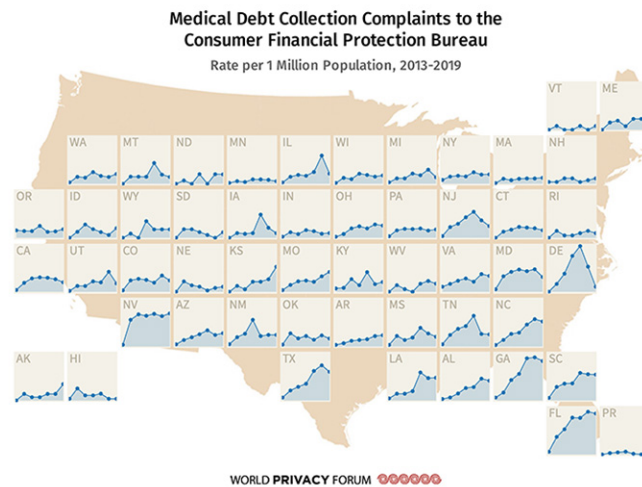 Medical Debt Collection Complaints to the
Consumer Financial Protection Bureau
Rate per 1 Million Population, 2013-2019
VT ME
WA MT ND MN IL WI MI NY MA NH
OR ID WY SD IA IN OH PA NJ CT RI
CA UT CO NE KS MO KY WV VA MD DE
NV AZ NM OK AR MS TN NC
AK HI TX LA AL GA SC
FL PR
WORLD PRIVACY FORUM